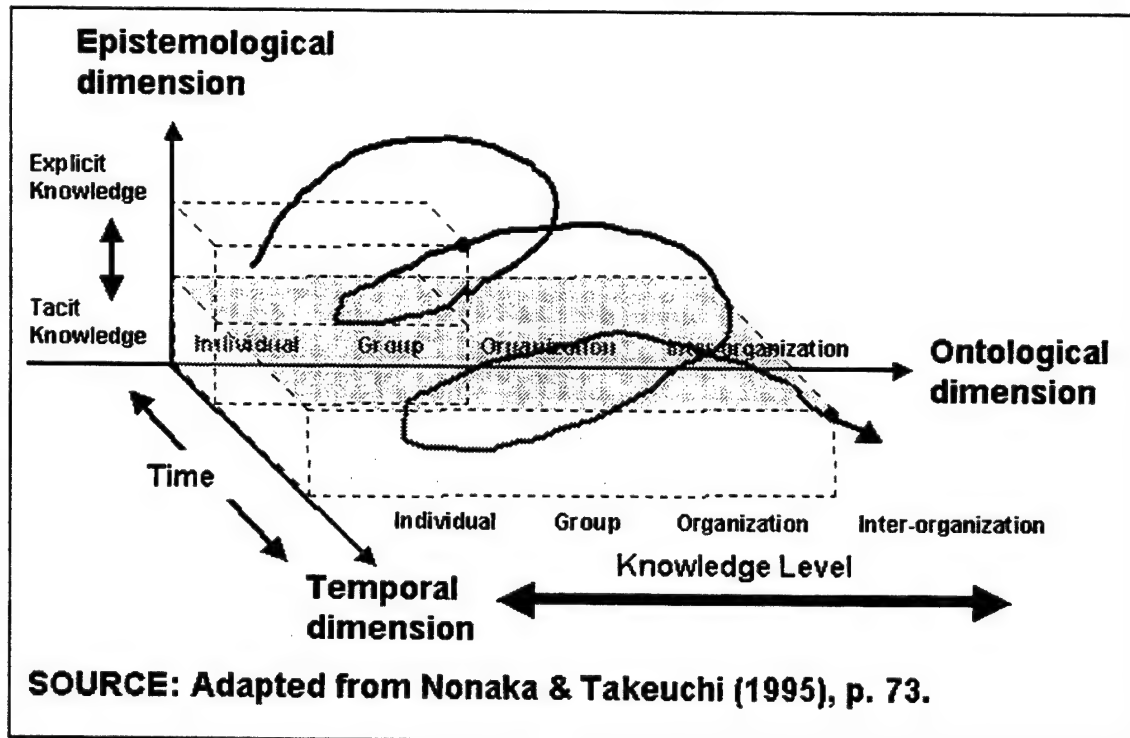 Epistemological
dimension
Explicit
Knowledge
Tacit
Knowledge
Individual Group Organization Inter-organization
Ontological
dimension
Time
Individual Group Organization Inter-organization
Knowledge Level
Temporal
dimension
SOURCE: Adapted from Nonaka & Takeuchi (1995), p. 73.